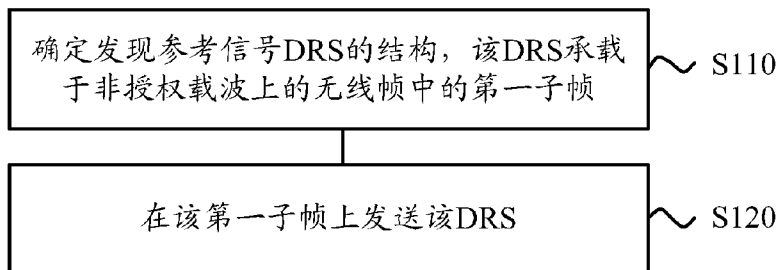 确定发现参考信号DRS的结构，该DRS承载
于非授权载波上的无线帧中的第一子帧
S110
在该第一子帧上发送该DRS
S120